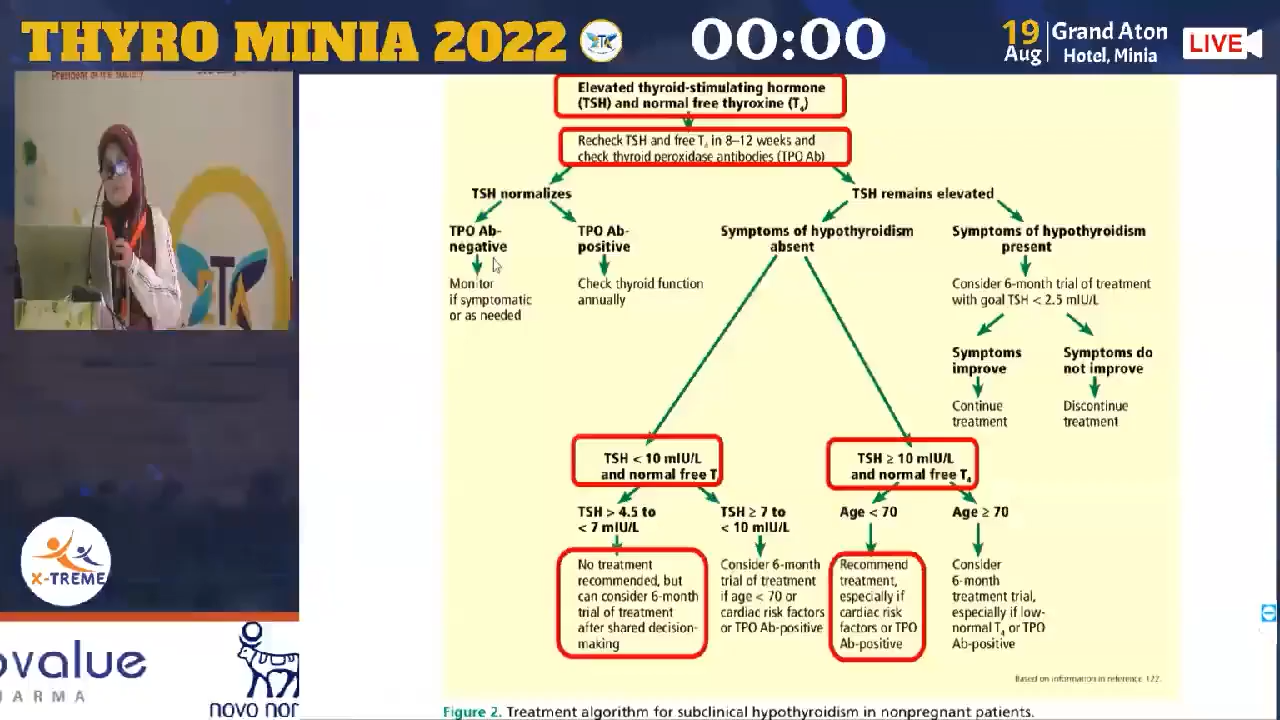 THYRO MINIA 2022
00:00
19
Aug
Grand Aton
Hotel, Minia
LIVE
Elevated thyroid-stimulating hormone
(TSH) and normal free thyroxine (T4)
Recheck TSH and free T4 in 8–12 weeks and
check thyroid peroxidase antibodies (TPO Ab)
TSH normalizes
TSH remains elevated
TPO Ab-
negative
TPO Ab-
positive
Symptoms of hypothyroidism
absent
Symptoms of hypothyroidism
present
Monitor
if symptomatic
or as needed
Check thyroid function
annually
Consider 6-month trial of treatment
with goal TSH < 2.5 mIU/L
Symptoms
improve
Symptoms do
not improve
Continue
treatment
Discontinue
treatment
TSH < 10 mIU/L
and normal free T
TSH ≥ 10 mIU/L
and normal free T4
TSH > 4.5 to
< 7 mIU/L
TSH ≥ 7 to
< 10 mIU/L
Age < 70
Age ≥ 70
No treatment
recommended, but
can consider 6-month
trial of treatment
after shared decision-
making
Consider 6-month
trial of treatment
if age < 70 or
cardiac risk factors
or TPO Ab-positive
Recommend
treatment,
especially if
cardiac risk
factors or TPO
Ab-positive
Consider
6-month
treatment trial,
especially if low-
normal T4 or TPO
Ab-positive
Based on information in reference 122.
Figure 2. Treatment algorithm for subclinical hypothyroidism in nonpregnant patients.
X-TREME
ovalue
HARMA
novo nor